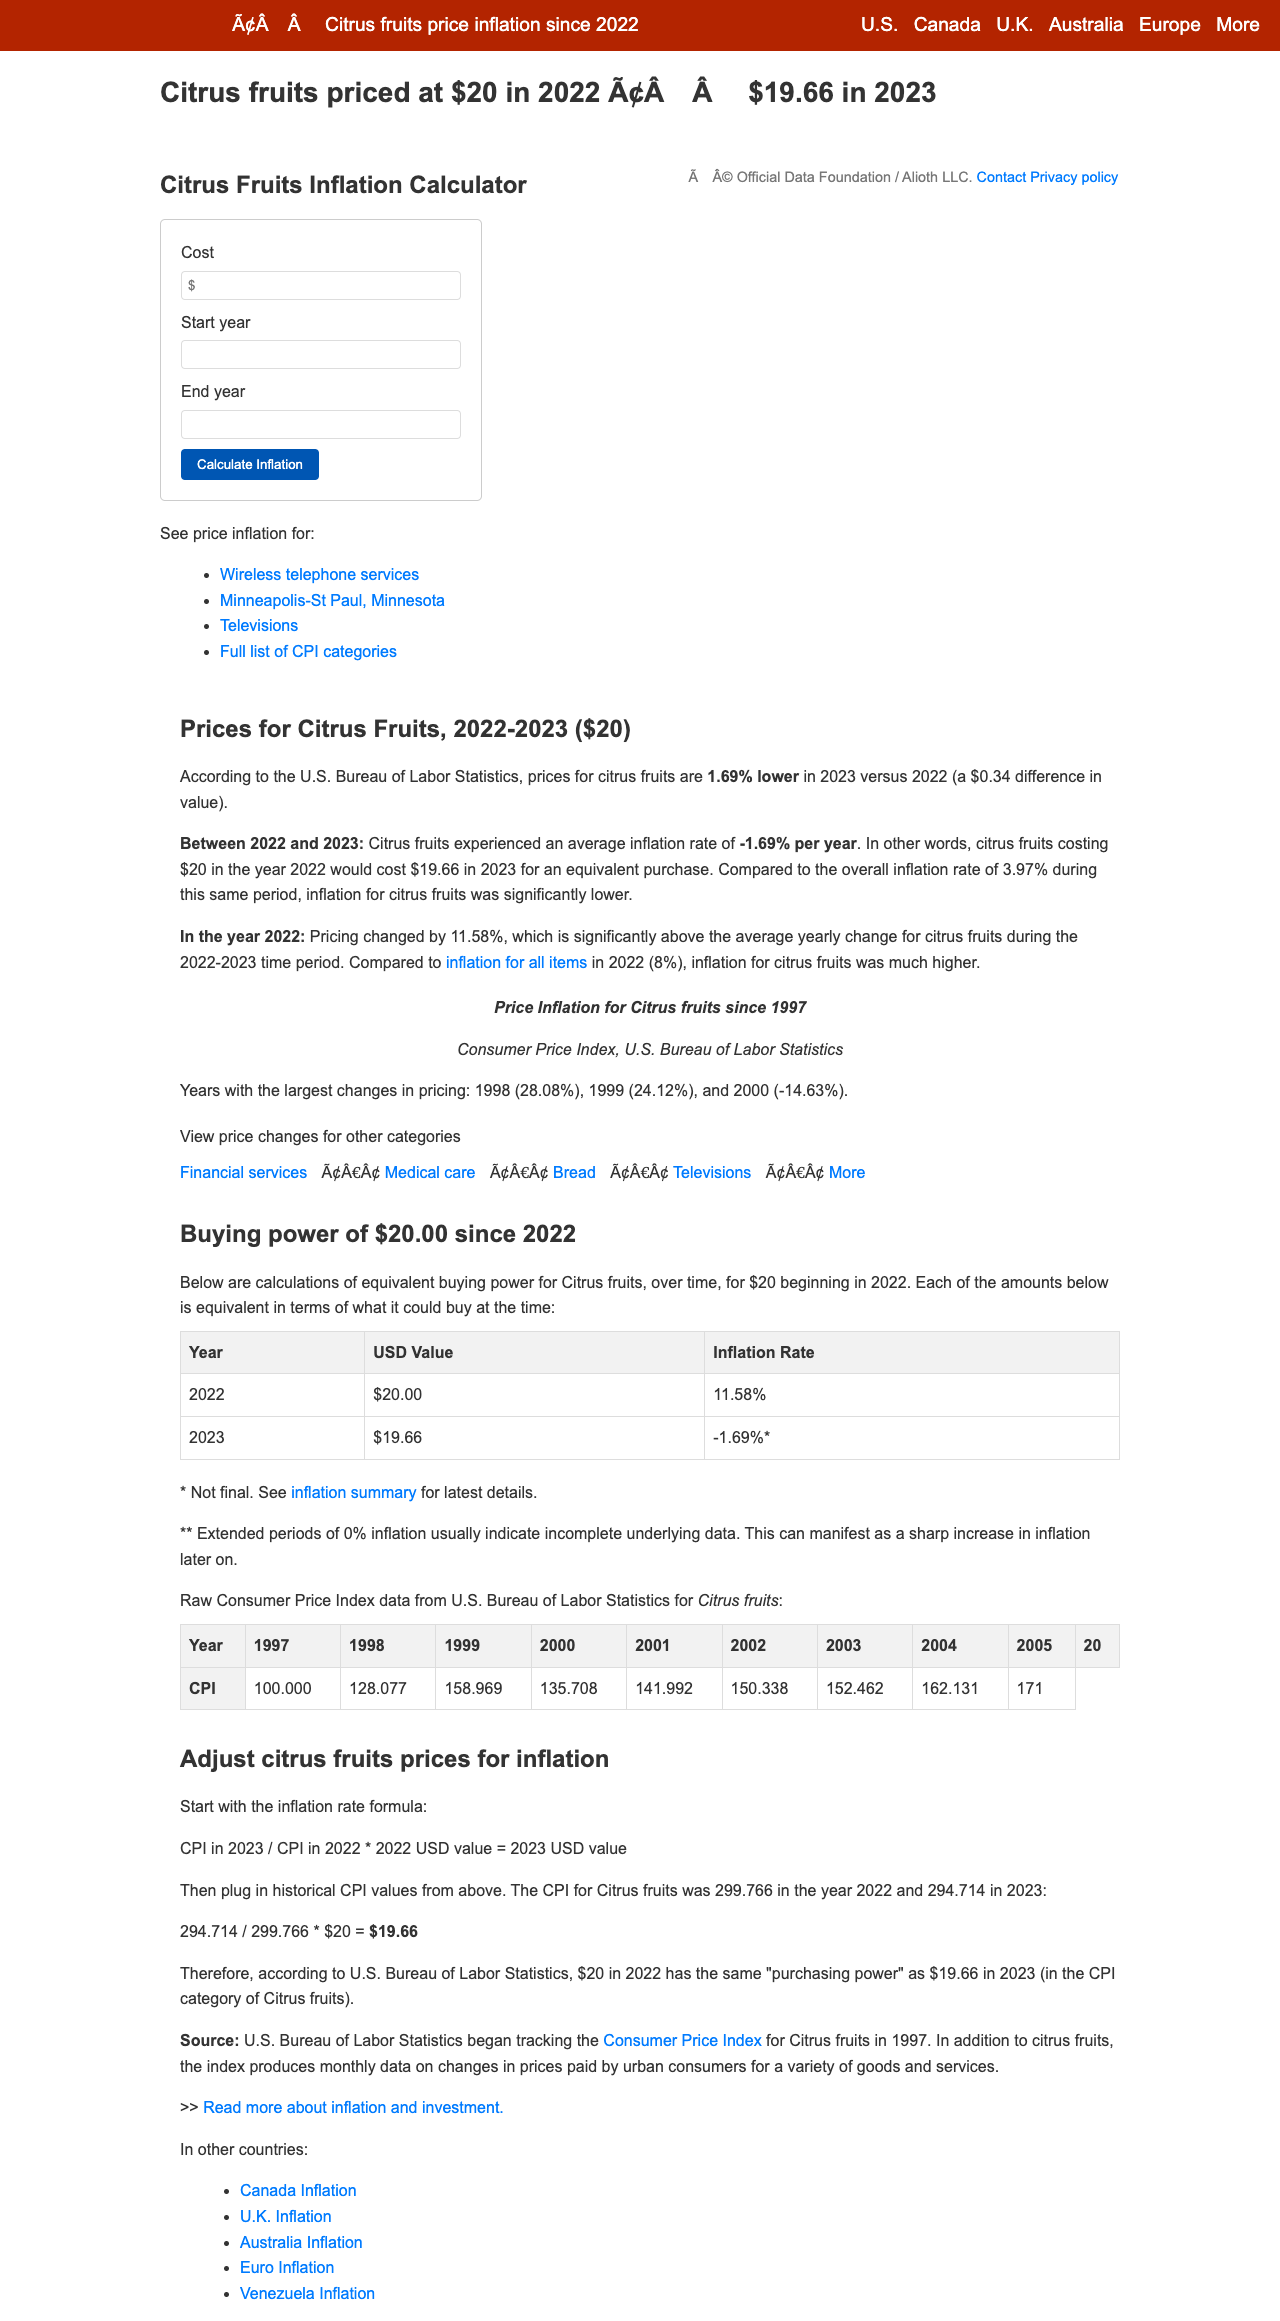 Ã¢Â Â Citrus fruits price inflation since 2022 U.S. Canada U.K. Australia Europe More
Citrus fruits priced at $20 in 2022 Ã¢Â Â $19.66 in 2023
Citrus Fruits Inflation Calculator
Ã Â© Official Data Foundation / Alioth LLC. Contact Privacy policy
Cost
$
Start year
End year
Calculate Inflation
See price inflation for:
• Wireless telephone services
• Minneapolis-St Paul, Minnesota
• Televisions
• Full list of CPI categories
Prices for Citrus Fruits, 2022-2023 ($20)
According to the U.S. Bureau of Labor Statistics, prices for citrus fruits are 1.69% lower in 2023 versus 2022 (a $0.34 difference in
value).
Between 2022 and 2023: Citrus fruits experienced an average inflation rate of -1.69% per year. In other words, citrus fruits costing
$20 in the year 2022 would cost $19.66 in 2023 for an equivalent purchase. Compared to the overall inflation rate of 3.97% during
this same period, inflation for citrus fruits was significantly lower.
In the year 2022: Pricing changed by 11.58%, which is significantly above the average yearly change for citrus fruits during the
2022-2023 time period. Compared to inflation for all items in 2022 (8%), inflation for citrus fruits was much higher.
Price Inflation for Citrus fruits since 1997
Consumer Price Index, U.S. Bureau of Labor Statistics
Years with the largest changes in pricing: 1998 (28.08%), 1999 (24.12%), and 2000 (-14.63%).
View price changes for other categories
Financial services Ã¢Â€Â¢ Medical care Ã¢Â€Â¢ Bread Ã¢Â€Â¢ Televisions Ã¢Â€Â¢ More
Buying power of $20.00 since 2022
Below are calculations of equivalent buying power for Citrus fruits, over time, for $20 beginning in 2022. Each of the amounts below
is equivalent in terms of what it could buy at the time:
Year USD Value Inflation Rate
2022 $20.00 11.58%
2023 $19.66 -1.69%*
* Not final. See inflation summary for latest details.
** Extended periods of 0% inflation usually indicate incomplete underlying data. This can manifest as a sharp increase in inflation
later on.
Raw Consumer Price Index data from U.S. Bureau of Labor Statistics for Citrus fruits:
Year 1997 1998 1999 2000 2001 2002 2003 2004 2005 20
CPI 100.000 128.077 158.969 135.708 141.992 150.338 152.462 162.131 171
Adjust citrus fruits prices for inflation
Start with the inflation rate formula:
CPI in 2023 / CPI in 2022 * 2022 USD value = 2023 USD value
Then plug in historical CPI values from above. The CPI for Citrus fruits was 299.766 in the year 2022 and 294.714 in 2023:
294.714 / 299.766 * $20 = $19.66
Therefore, according to U.S. Bureau of Labor Statistics, $20 in 2022 has the same "purchasing power" as $19.66 in 2023 (in the CPI
category of Citrus fruits).
Source: U.S. Bureau of Labor Statistics began tracking the Consumer Price Index for Citrus fruits in 1997. In addition to citrus fruits,
the index produces monthly data on changes in prices paid by urban consumers for a variety of goods and services.
>> Read more about inflation and investment.
In other countries:
• Canada Inflation
• U.K. Inflation
• Australia Inflation
• Euro Inflation
• Venezuela Inflation